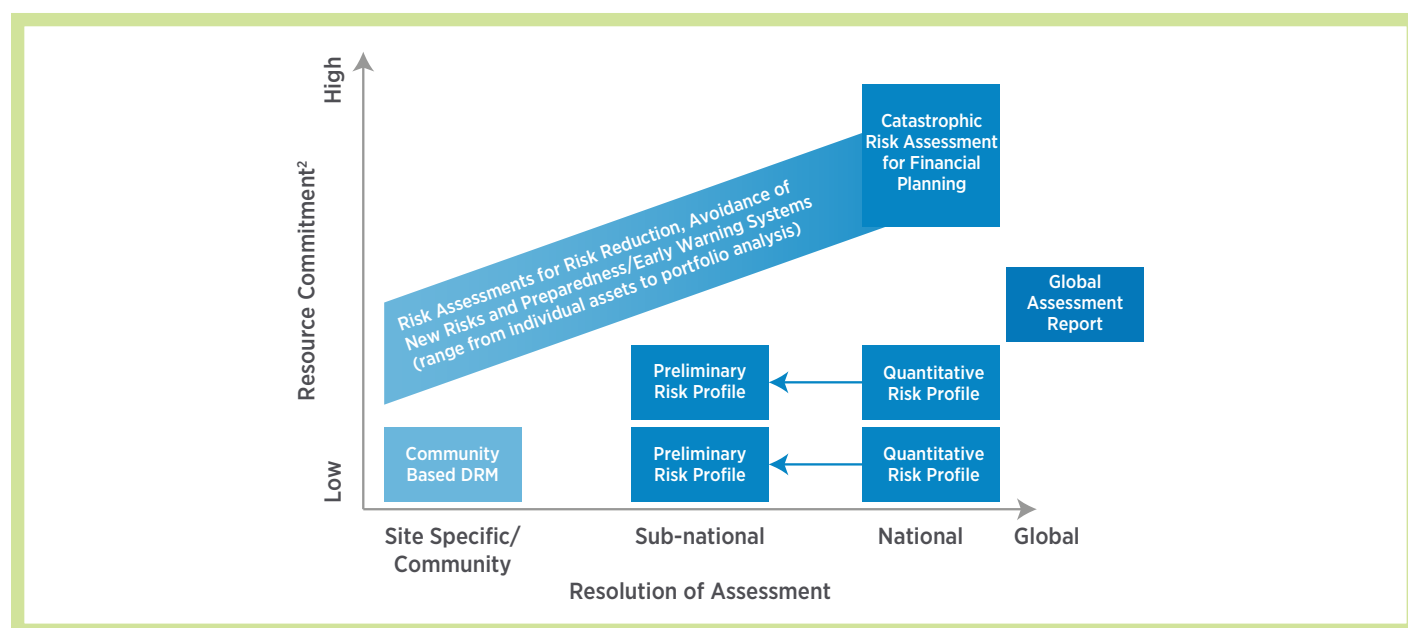 High
Resource Commitment²
Low
Catastrophic
Risk Assessment
for Financial
Planning
Risk Assessments for Risk Reduction, Avoidance of
New Risks and Preparedness/Early Warning Systems
(range from individual assets to portfolio analysis)
Global
Assessment
Report
Preliminary
Risk Profile
Quantitative
Risk Profile
Community
Based DRM
Preliminary
Risk Profile
Quantitative
Risk Profile
Site Specific/
Community
Sub-national
National
Global
Resolution of Assessment